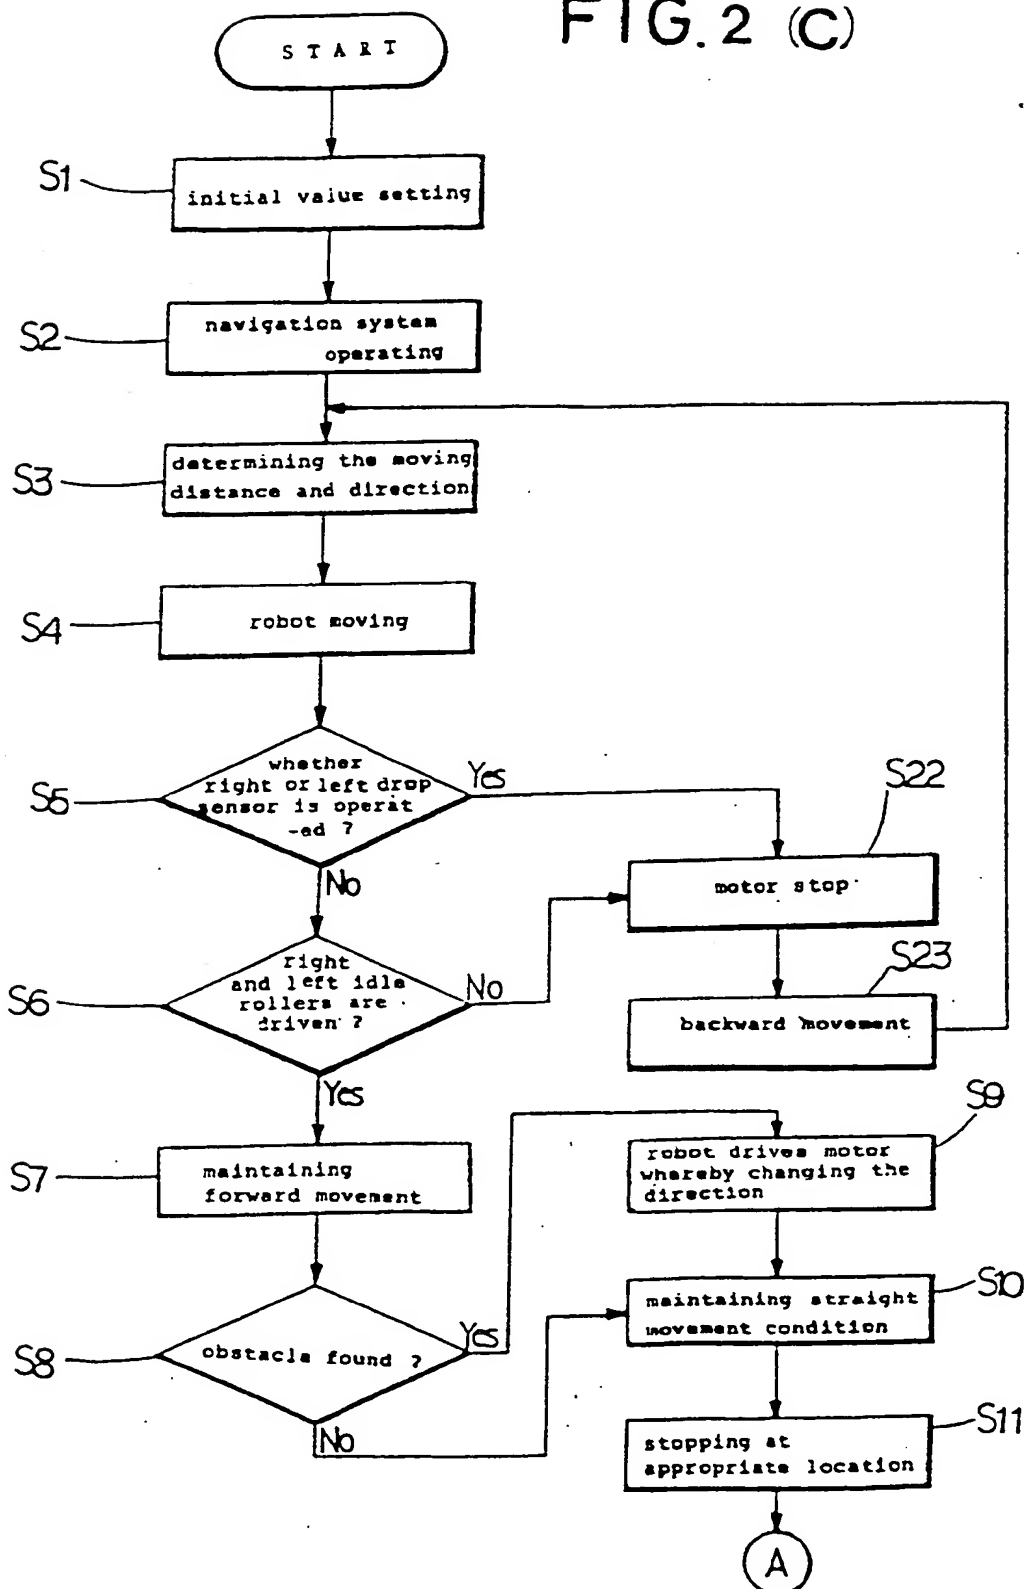 FIG. 2 (C)
START
S1
initial value setting
S2
navigation system
operating
S3
determining the moving
distance and direction
S4
robot moving
S5
whether
right or left drop
sensor is operat
-ed ?
Yes
No
S22
motor stop
S23
backward movement
S6
right
and left idle
rollers are
driven ?
No
Yes
S7
maintaining
forward movement
S8
obstacle found ?
Yes
No
S9
robot drives motor
whereby changing the
direction
S10
maintaining straight
movement condition
S11
stopping at
appropriate location
A